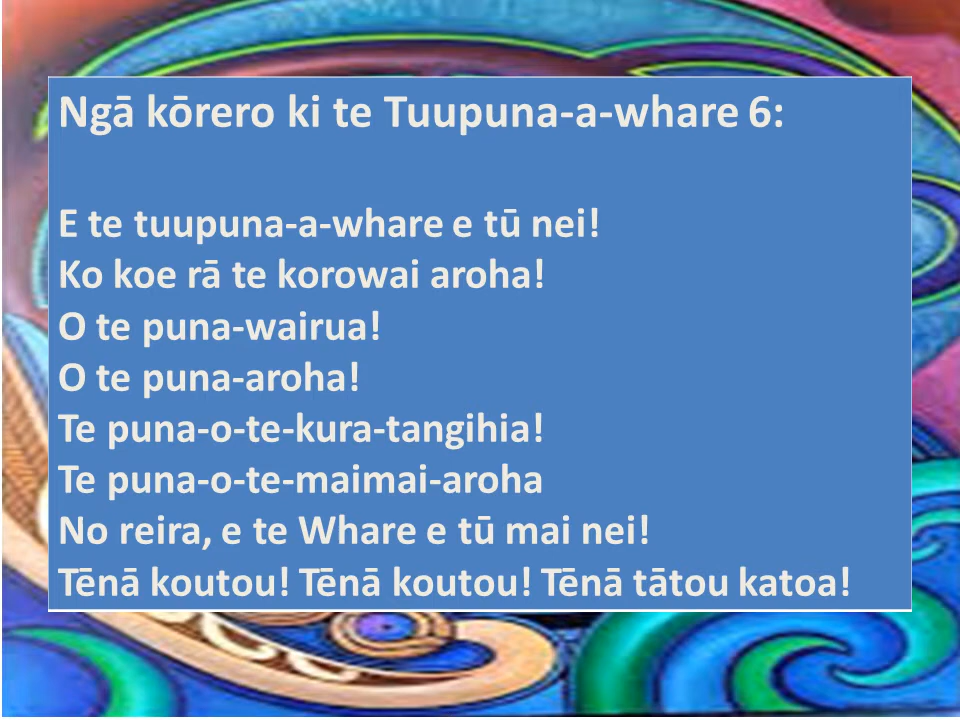 Ngā kōrero ki te Tuupuna-a-whare 6:
E te tuupuna-a-whare e tū nei!
Ko koe rā te korowai aroha!
O te puna-wairua!
O te puna-aroha!
Te puna-o-te-kura-tangihia!
Te puna-o-te-maimai-aroha
No reira, e te Whare e tū mai nei!
Tēnā koutou! Tēnā koutou! Tēnā tātou katoa!